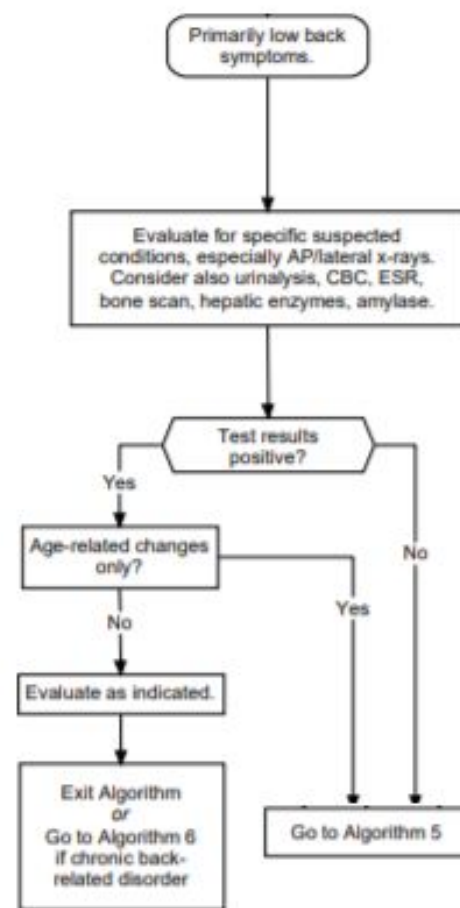 Primarily low back
symptoms.
Evaluate for specific suspected
conditions, especially AP/lateral x-rays.
Consider also urinalysis, CBC, ESR,
bone scan, hepatic enzymes, amylase.
Test results
positive?
Yes
No
Age-related changes
only?
Yes
No
Evaluate as indicated.
Exit Algorithm
or
Go to Algorithm 6
if chronic back-
related disorder
Go to Algorithm 5